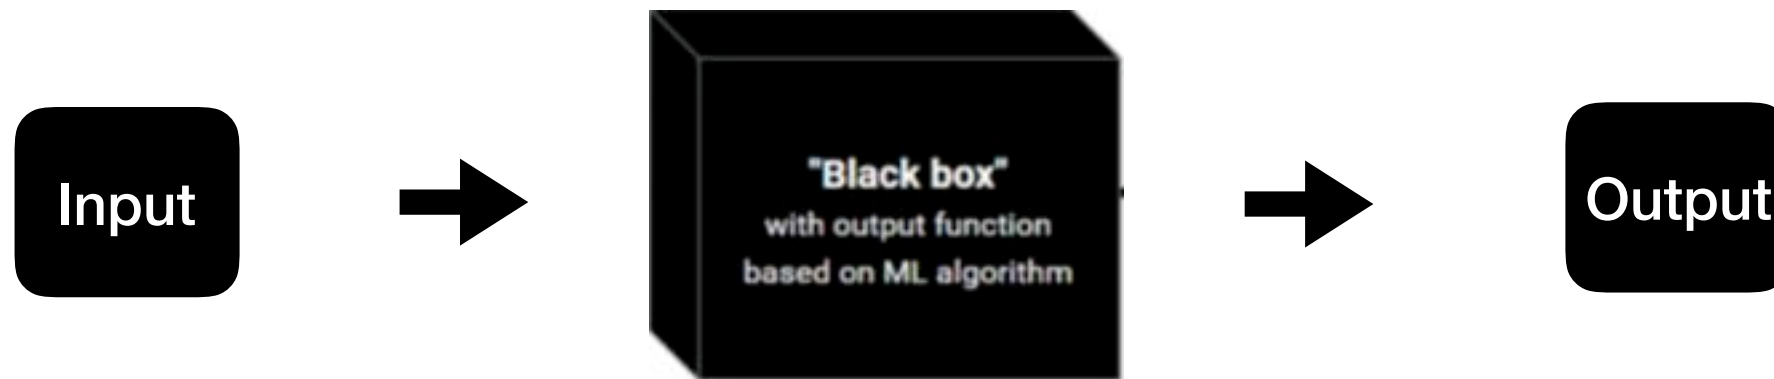 Input
"Black box"
with output function
based on ML algorithm
Output